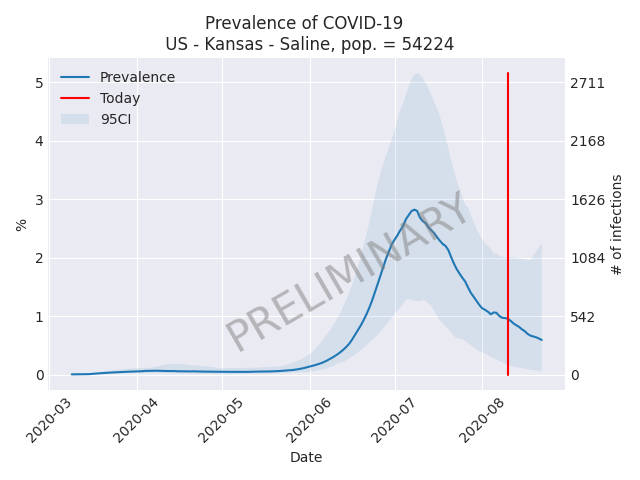 Prevalence of COVID-19
US - Kansas - Saline, pop. = 54224
Prevalence
Today
95CI
5
4
3
2
1
0
%
2711
2168
1626
1084
542
0
# of infections
PRELIMINARY
2020-03
2020-04
2020-05
2020-06
2020-07
2020-08
Date